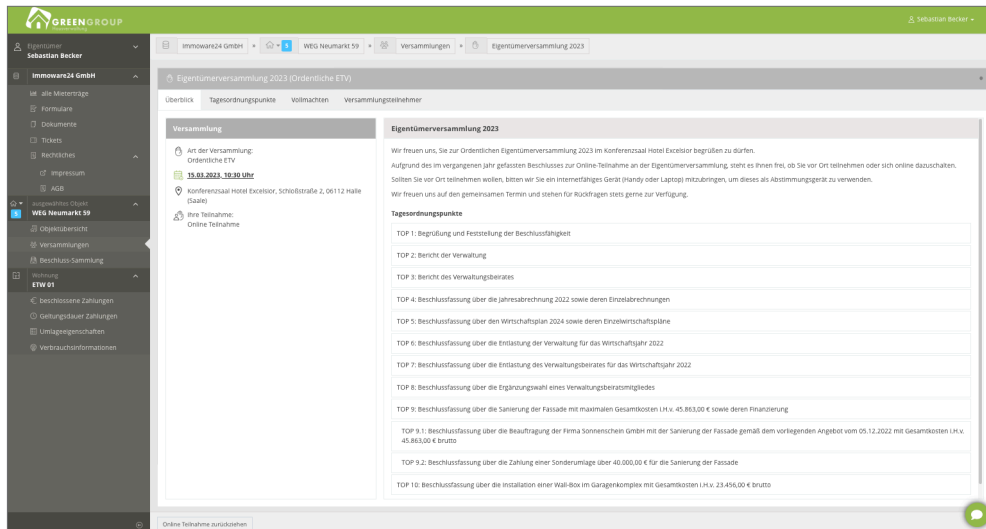 GREENGROUP
Sebastian Becker
Eigentümer
Sebastian Becker
Immoware24 GmbH
alle Mieterträge
Formulare
Dokumente
Tickets
Rechtliches
Impressum
AGB
ausgewähltes Objekt
5 WEG Neumarkt 59
Objektübersicht
Versammlungen
Beschluss-Sammlung
Wohnung
ETW 01
beschlossene Zahlungen
Geltungsdauer Zahlungen
Umlageeigenschaften
Verbrauchsinformationen
Immoware24 GmbH » 5 WEG Neumarkt 59 » Versammlungen » Eigentümerversammlung 2023
Eigentümerversammlung 2023 (Ordentliche ETV)
Überblick Tagesordnungspunkte Vollmachten Versammlungsteilnehmer
Versammlung
Art der Versammlung:
Ordentliche ETV
15.03.2023, 10:30 Uhr
Konferenzsaal Hotel Excelsior, Schloßstraße 2, 06112 Halle
(Saale)
Ihre Teilnahme:
Online Teilnahme
Eigentümerversammlung 2023
Wir freuen uns, Sie zur Ordentlichen Eigentümerversammlung 2023 im Konferenzsaal Hotel Excelsior begrüßen zu dürfen.
Aufgrund des im vergangenen Jahr gefassten Beschlusses zur Online-Teilnahme an der Eigentümerversammlung, steht es Ihnen frei, ob Sie vor Ort teilnehmen oder sich online dazuschalten.
Sollten Sie vor Ort teilnehmen wollen, bitten wir Sie ein internetfähiges Gerät (Handy oder Laptop) mitzubringen, um dieses als Abstimmungsgerät zu verwenden.
Wir freuen uns auf den gemeinsamen Termin und stehen für Rückfragen stets gerne zur Verfügung.
Tagesordnungspunkte
TOP 1: Begrüßung und Feststellung der Beschlussfähigkeit
TOP 2: Bericht der Verwaltung
TOP 3: Bericht des Verwaltungsbeirates
TOP 4: Beschlussfassung über die Jahresabrechnung 2022 sowie deren Einzelabrechnungen
TOP 5: Beschlussfassung über den Wirtschaftsplan 2024 sowie deren Einzelwirtschaftspläne
TOP 6: Beschlussfassung über die Entlastung der Verwaltung für das Wirtschaftsjahr 2022
TOP 7: Beschlussfassung über die Entlastung des Verwaltungsbeirates für das Wirtschaftsjahr 2022
TOP 8: Beschlussfassung über die Ergänzungswahl eines Verwaltungsbeiratsmitgliedes
TOP 9: Beschlussfassung über die Sanierung der Fassade mit maximalen Gesamtkosten i.H.v. 45.863,00 € sowie deren Finanzierung
TOP 9.1: Beschlussfassung über die Beauftragung der Firma Sonnenschein GmbH mit der Sanierung der Fassade gemäß dem vorliegenden Angebot vom 05.12.2022 mit Gesamtkosten i.H.v.
45.863,00 € brutto
TOP 9.2: Beschlussfassung über die Zahlung einer Sonderumlage über 40.000,00 € für die Sanierung der Fassade
TOP 10: Beschlussfassung über die Installation einer Wall-Box im Garagenkomplex mit Gesamtkosten i.H.v. 23.456,00 € brutto
Online Teilnahme zurückziehen